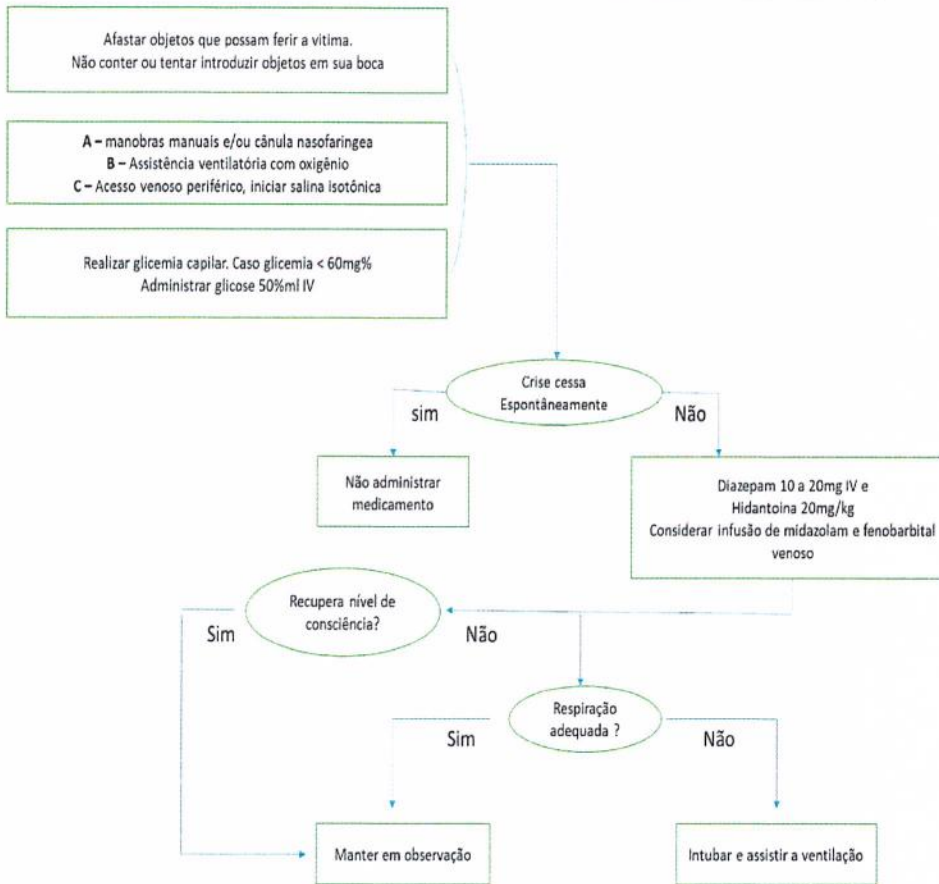 Afastar objetos que possam ferir a vitima.
Não conter ou tentar introduzir objetos em sua boca
A – manobras manuais e/ou cânula nasofaringea
B – Assistência ventilatória com oxigênio
C – Acesso venoso periférico, iniciar salina isotônica
Realizar glicemia capilar. Caso glicemia < 60mg%
Administrar glicose 50%ml IV
Crise cessa
Espontâneamente
sim
Não
Não administrar
medicamento
Diazepam 10 a 20mg IV e
Hidantoina 20mg/kg
Considerar infusão de midazolam e fenobarbital
venoso
Recupera nível de
consciência?
Sim
Não
Respiração
adequada ?
Sim
Não
Manter em observação
Intubar e assistir a ventilação